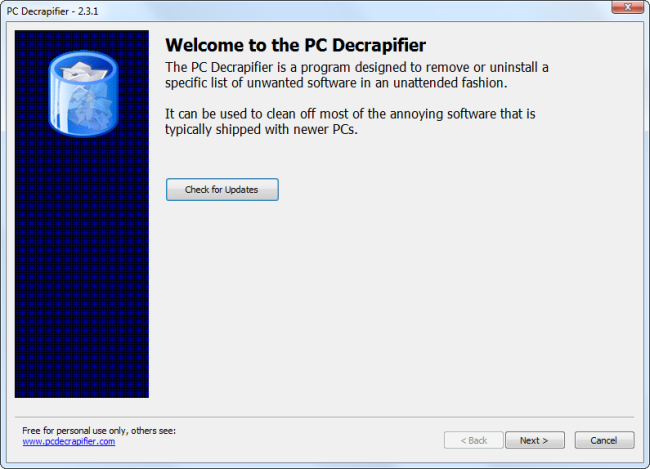 PC Decrapifier - 2.3.1
Welcome to the PC Decrapifier
The PC Decrapifier is a program designed to remove or uninstall a
specific list of unwanted software in an unattended fashion.
It can be used to clean off most of the annoying software that is
typically shipped with newer PCs.
Check for Updates
Free for personal use only, others see:
www.pcdecrapifier.com
< Back
Next >
Cancel